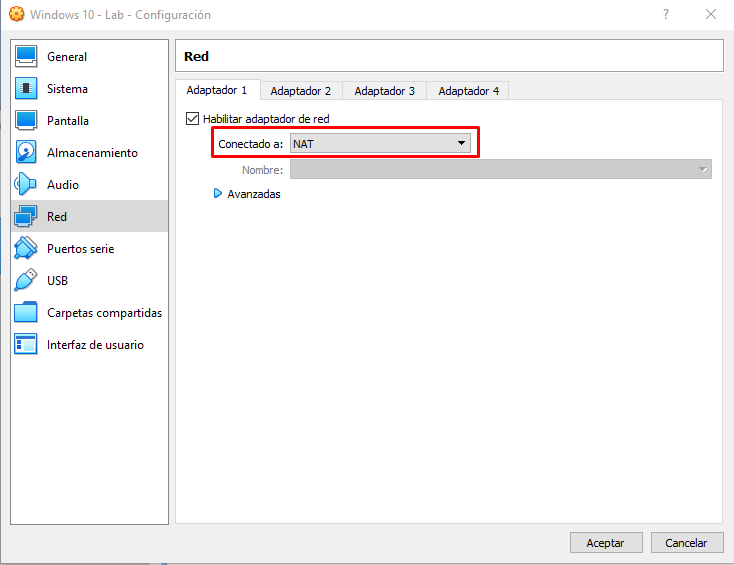 Windows 10 - Lab - Configuración
?
General
Sistema
Pantalla
Almacenamiento
Audio
Red
Puertos serie
USB
Carpetas compartidas
Interfaz de usuario
Red
Adaptador 1 Adaptador 2 Adaptador 3 Adaptador 4
Habilitar adaptador de red
Conectado a: NAT
Nombre:
Avanzadas
Aceptar Cancelar